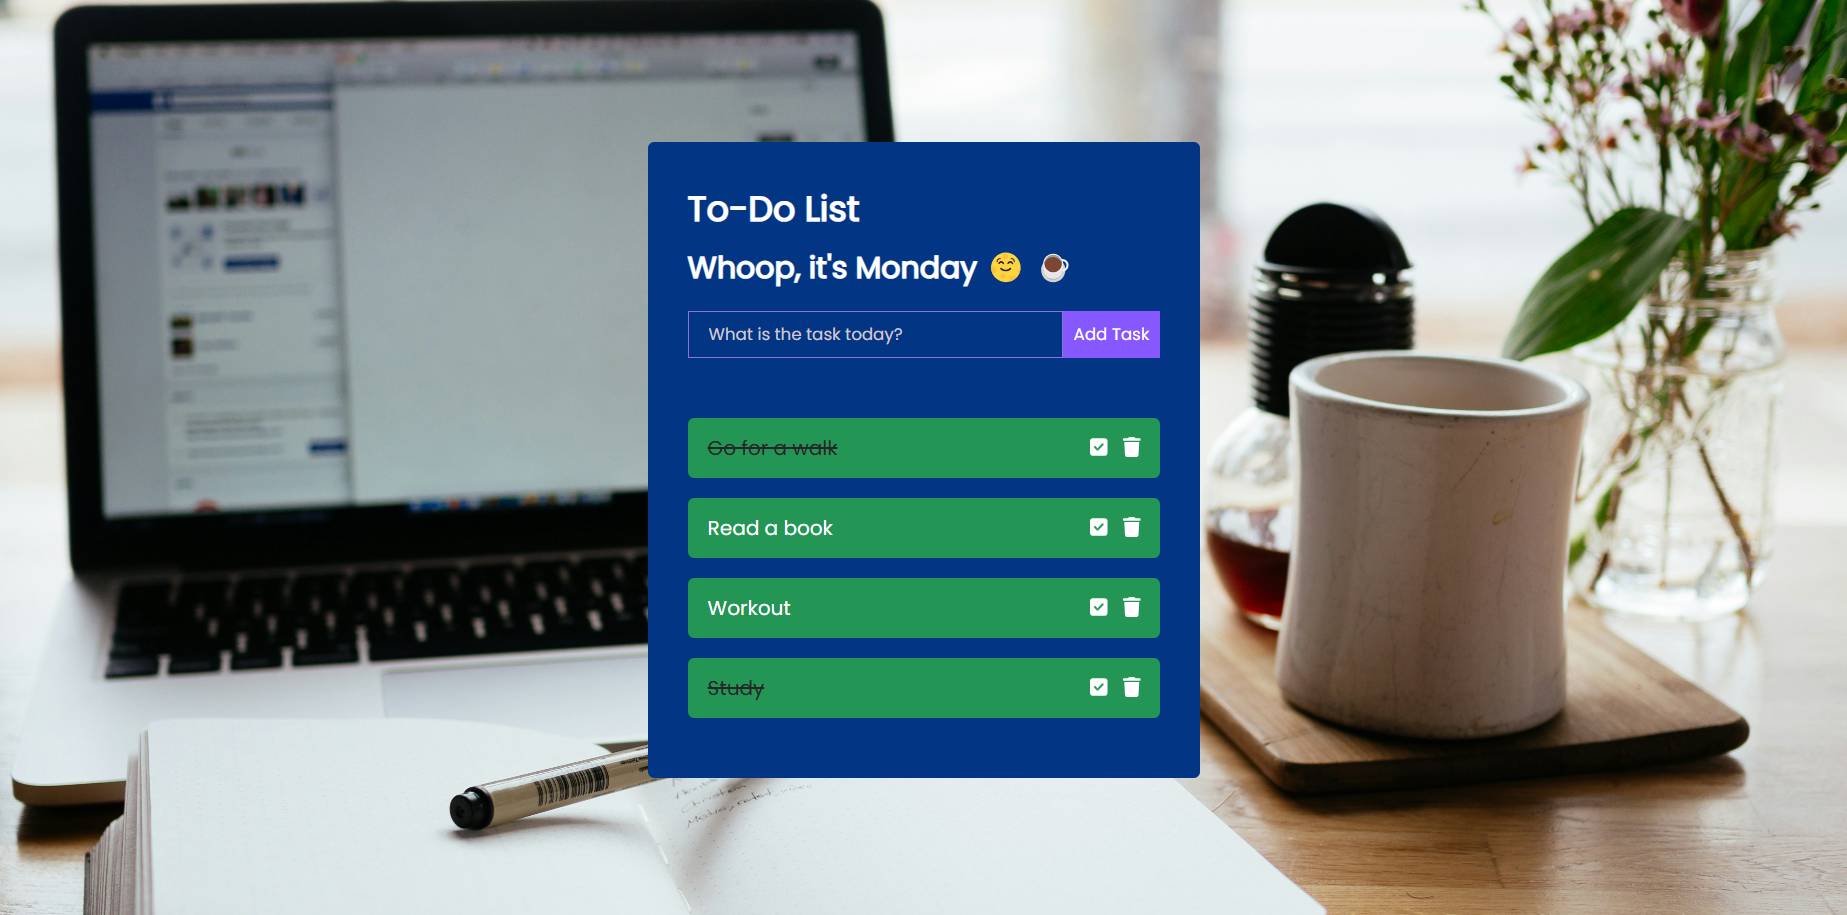 To-Do List
Whoop, it's Monday 😊 ☕
What is the task today?
Add Task
Go for a walk
Read a book
Workout
Study